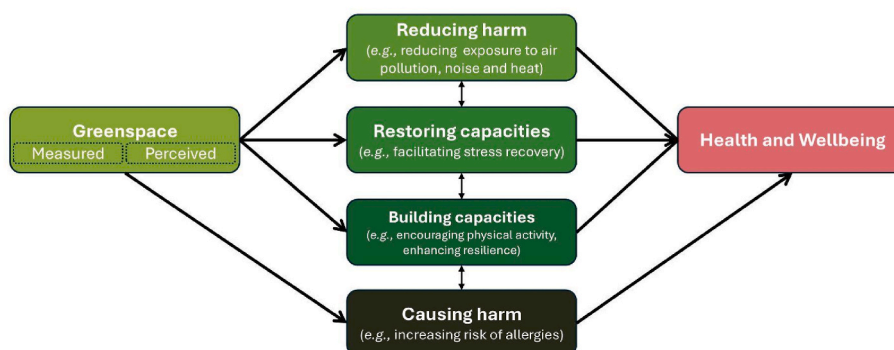 Reducing harm
(e.g., reducing exposure to air
pollution, noise and heat)
Greenspace
Measured
Perceived
Restoring capacities
(e.g., facilitating stress recovery)
Health and Wellbeing
Building capacities
(e.g., encouraging physical activity,
enhancing resilience)
Causing harm
(e.g., increasing risk of allergies)